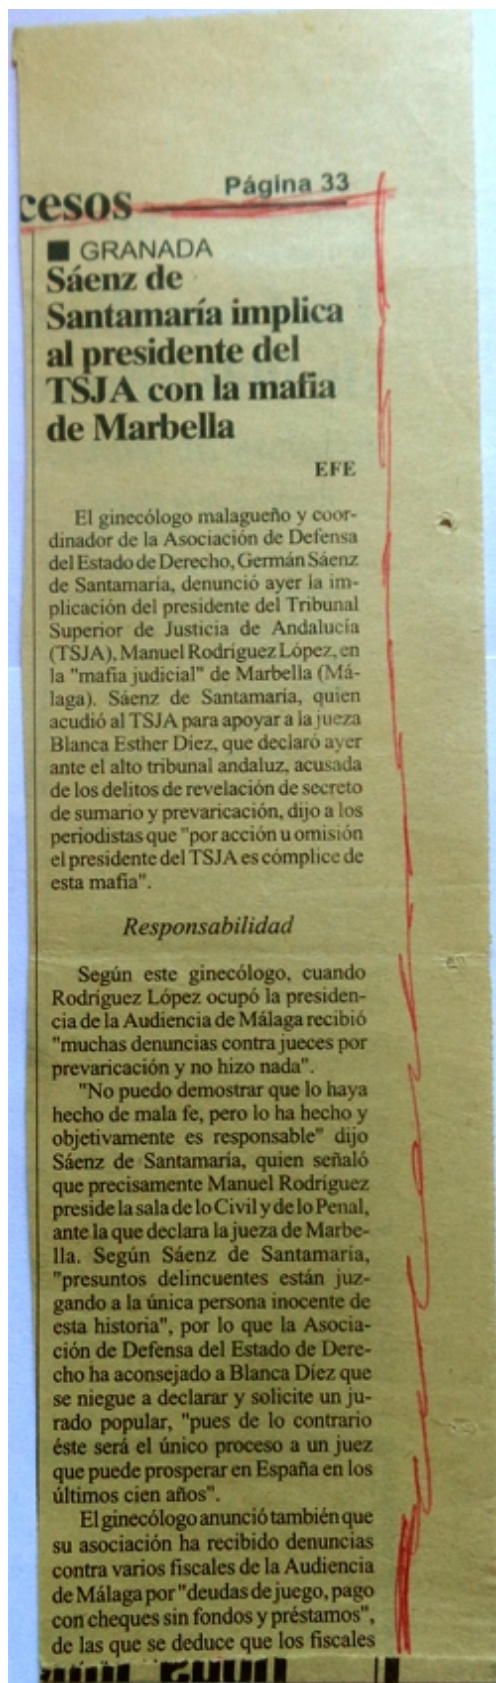 Página 33
cesos
■ GRANADA
Sáenz de
Santamaría implica
al presidente del
TSJA con la mafia
de Marbella
EFE
El ginecólogo malagueño y coor-
dinador de la Asociación de Defensa
del Estado de Derecho, Germán Sáenz
de Santamaría, denunció ayer la im-
plicación del presidente del Tribunal
Superior de Justicia de Andalucía
(TSJA), Manuel Rodríguez López, en
la "mafia judicial" de Marbella (Má-
laga). Sáenz de Santamaría, quien
acudió al TSJA para apoyar a la jueza
Blanca Esther Díez, que declaró ayer
ante el alto tribunal andaluz, acusada
de los delitos de revelación de secreto
de sumario y prevaricación, dijo a los
periodistas que "por acción u omisión
el presidente del TSJA es cómplice de
esta mafia".
Responsabilidad
Según este ginecólogo, cuando
Rodríguez López ocupó la presiden-
cia de la Audiencia de Málaga recibió
"muchas denuncias contra jueces por
prevaricación y no hizo nada".
"No puedo demostrar que lo haya
hecho de mala fe, pero lo ha hecho y
objetivamente es responsable" dijo
Sáenz de Santamaría, quien señaló
que precisamente Manuel Rodríguez
preside la sala de lo Civil y de lo Penal,
ante la que declara la jueza de Marbe-
lla. Según Sáenz de Santamaría,
"presuntos delincuentes están juz-
gando a la única persona inocente de
esta historia", por lo que la Asocia-
ción de Defensa del Estado de Dere-
cho ha aconsejado a Blanca Díez que
se niegue a declarar y solicite un ju-
rado popular, "pues de lo contrario
éste será el único proceso a un juez
que puede prosperar en España en los
últimos cien años".
El ginecólogo anunció también que
su asociación ha recibido denuncias
contra varios fiscales de la Audiencia
de Málaga por "deudas de juego, pago
con cheques sin fondos y préstamos",
de las que se deduce que los fiscales